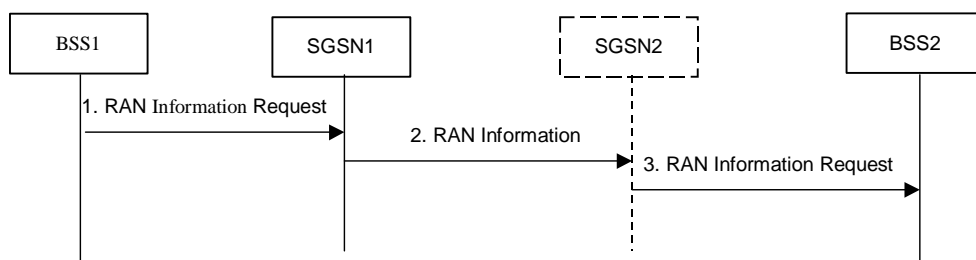 BSS1
SGSN1
SGSN2
BSS2
1. RAN Information Request
2. RAN Information
3. RAN Information Request